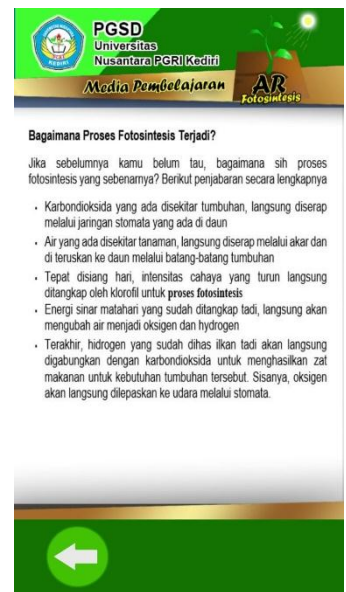 PGSD
Universitas
Nusantara PGRI Kediri
Media Pembelajaran
AR
Fotosintesis
Bagaimana Proses Fotosintesis Terjadi?
Jika sebelumnya kamu belum tau, bagaimana sih proses
fotosintesis yang sebenarnya? Berikut penjabaran secara lengkapnya
• Karbondioksida yang ada disekitar tumbuhan, langsung diserap
melalui jaringan stomata yang ada di daun
• Air yang ada disekitar tanaman, langsung diserap melalui akar dan
di teruskan ke daun melalui batang-batang tumbuhan
• Tepat disiang hari, intensitas cahaya yang turun langsung
ditangkap oleh klorofil untuk proses fotosintesis
• Energi sinar matahari yang sudah ditangkap tadi, langsung akan
mengubah air menjadi oksigen dan hydrogen
• Terakhir, hidrogen yang sudah dihas ilkan tadi akan langsung
digabungkan dengan karbondioksida untuk menghasilkan zat
makanan untuk kebutuhan tumbuhan tersebut. Sisanya, oksigen
akan langsung dilepaskan ke udara melalui stomata.